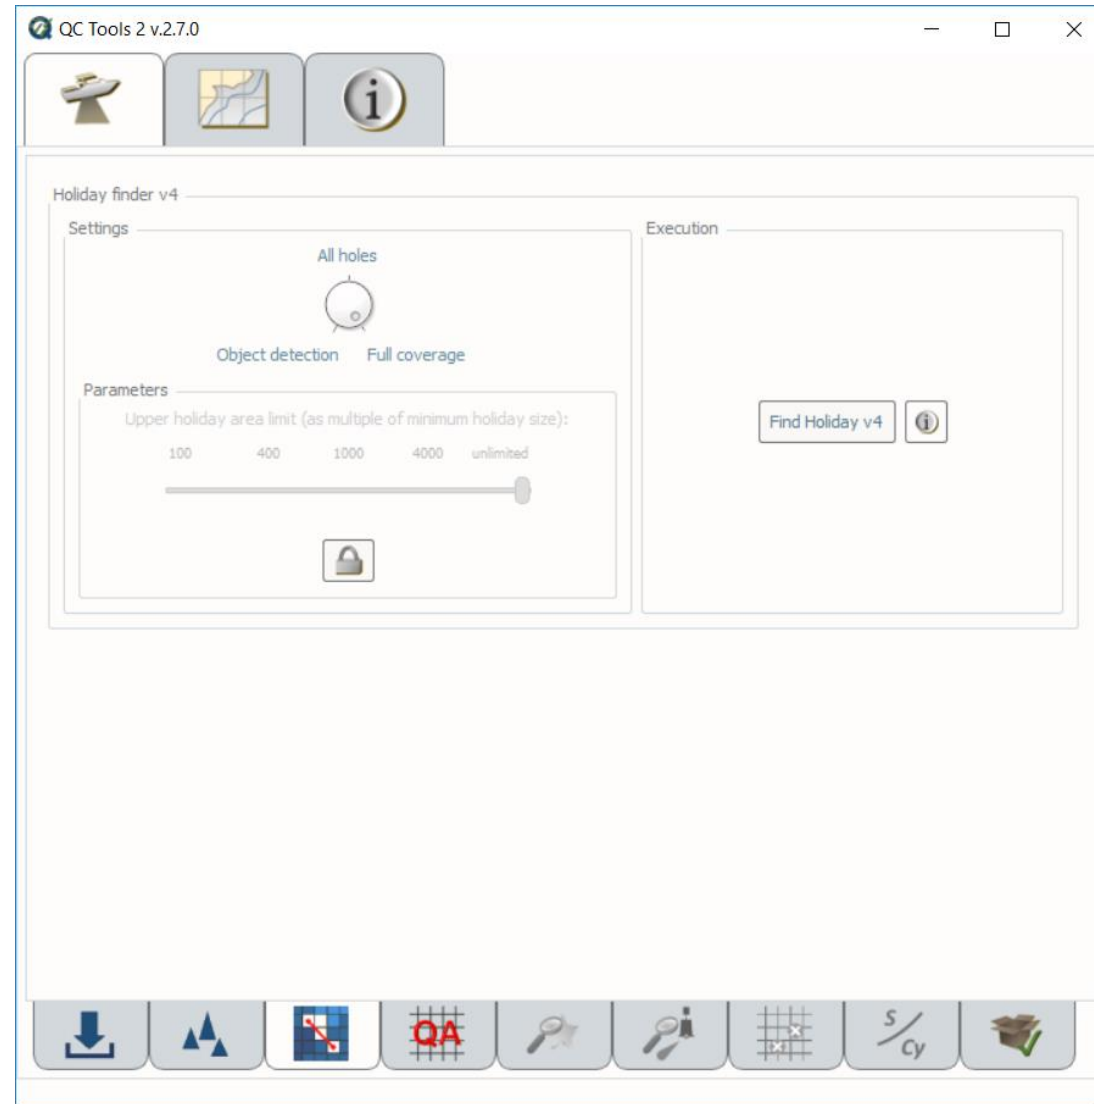 QC Tools 2 v.2.7.0
Holiday finder v4
Settings
All holes
Object detection Full coverage
Parameters
Upper holiday area limit (as multiple of minimum holiday size):
100 400 1000 4000 unlimited
Execution
Find Holiday v4
i
i
QA
S/Cy